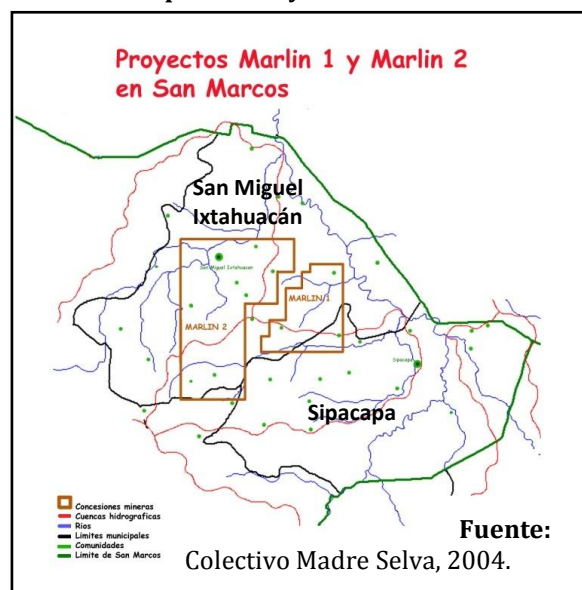 Proyectos Marlin 1 y Marlin 2
en San Marcos
San Miguel
Ixtahuacán
San Miguel Ixtahuacan
MARLIN 1
MARLIN 2
Sipacapa
Sipacapa
Concesiones mineras
Cuencas hidrograficas
Rios
Limites municipales
Comunidades
Limite de San Marcos
Fuente:
Colectivo Madre Selva, 2004.